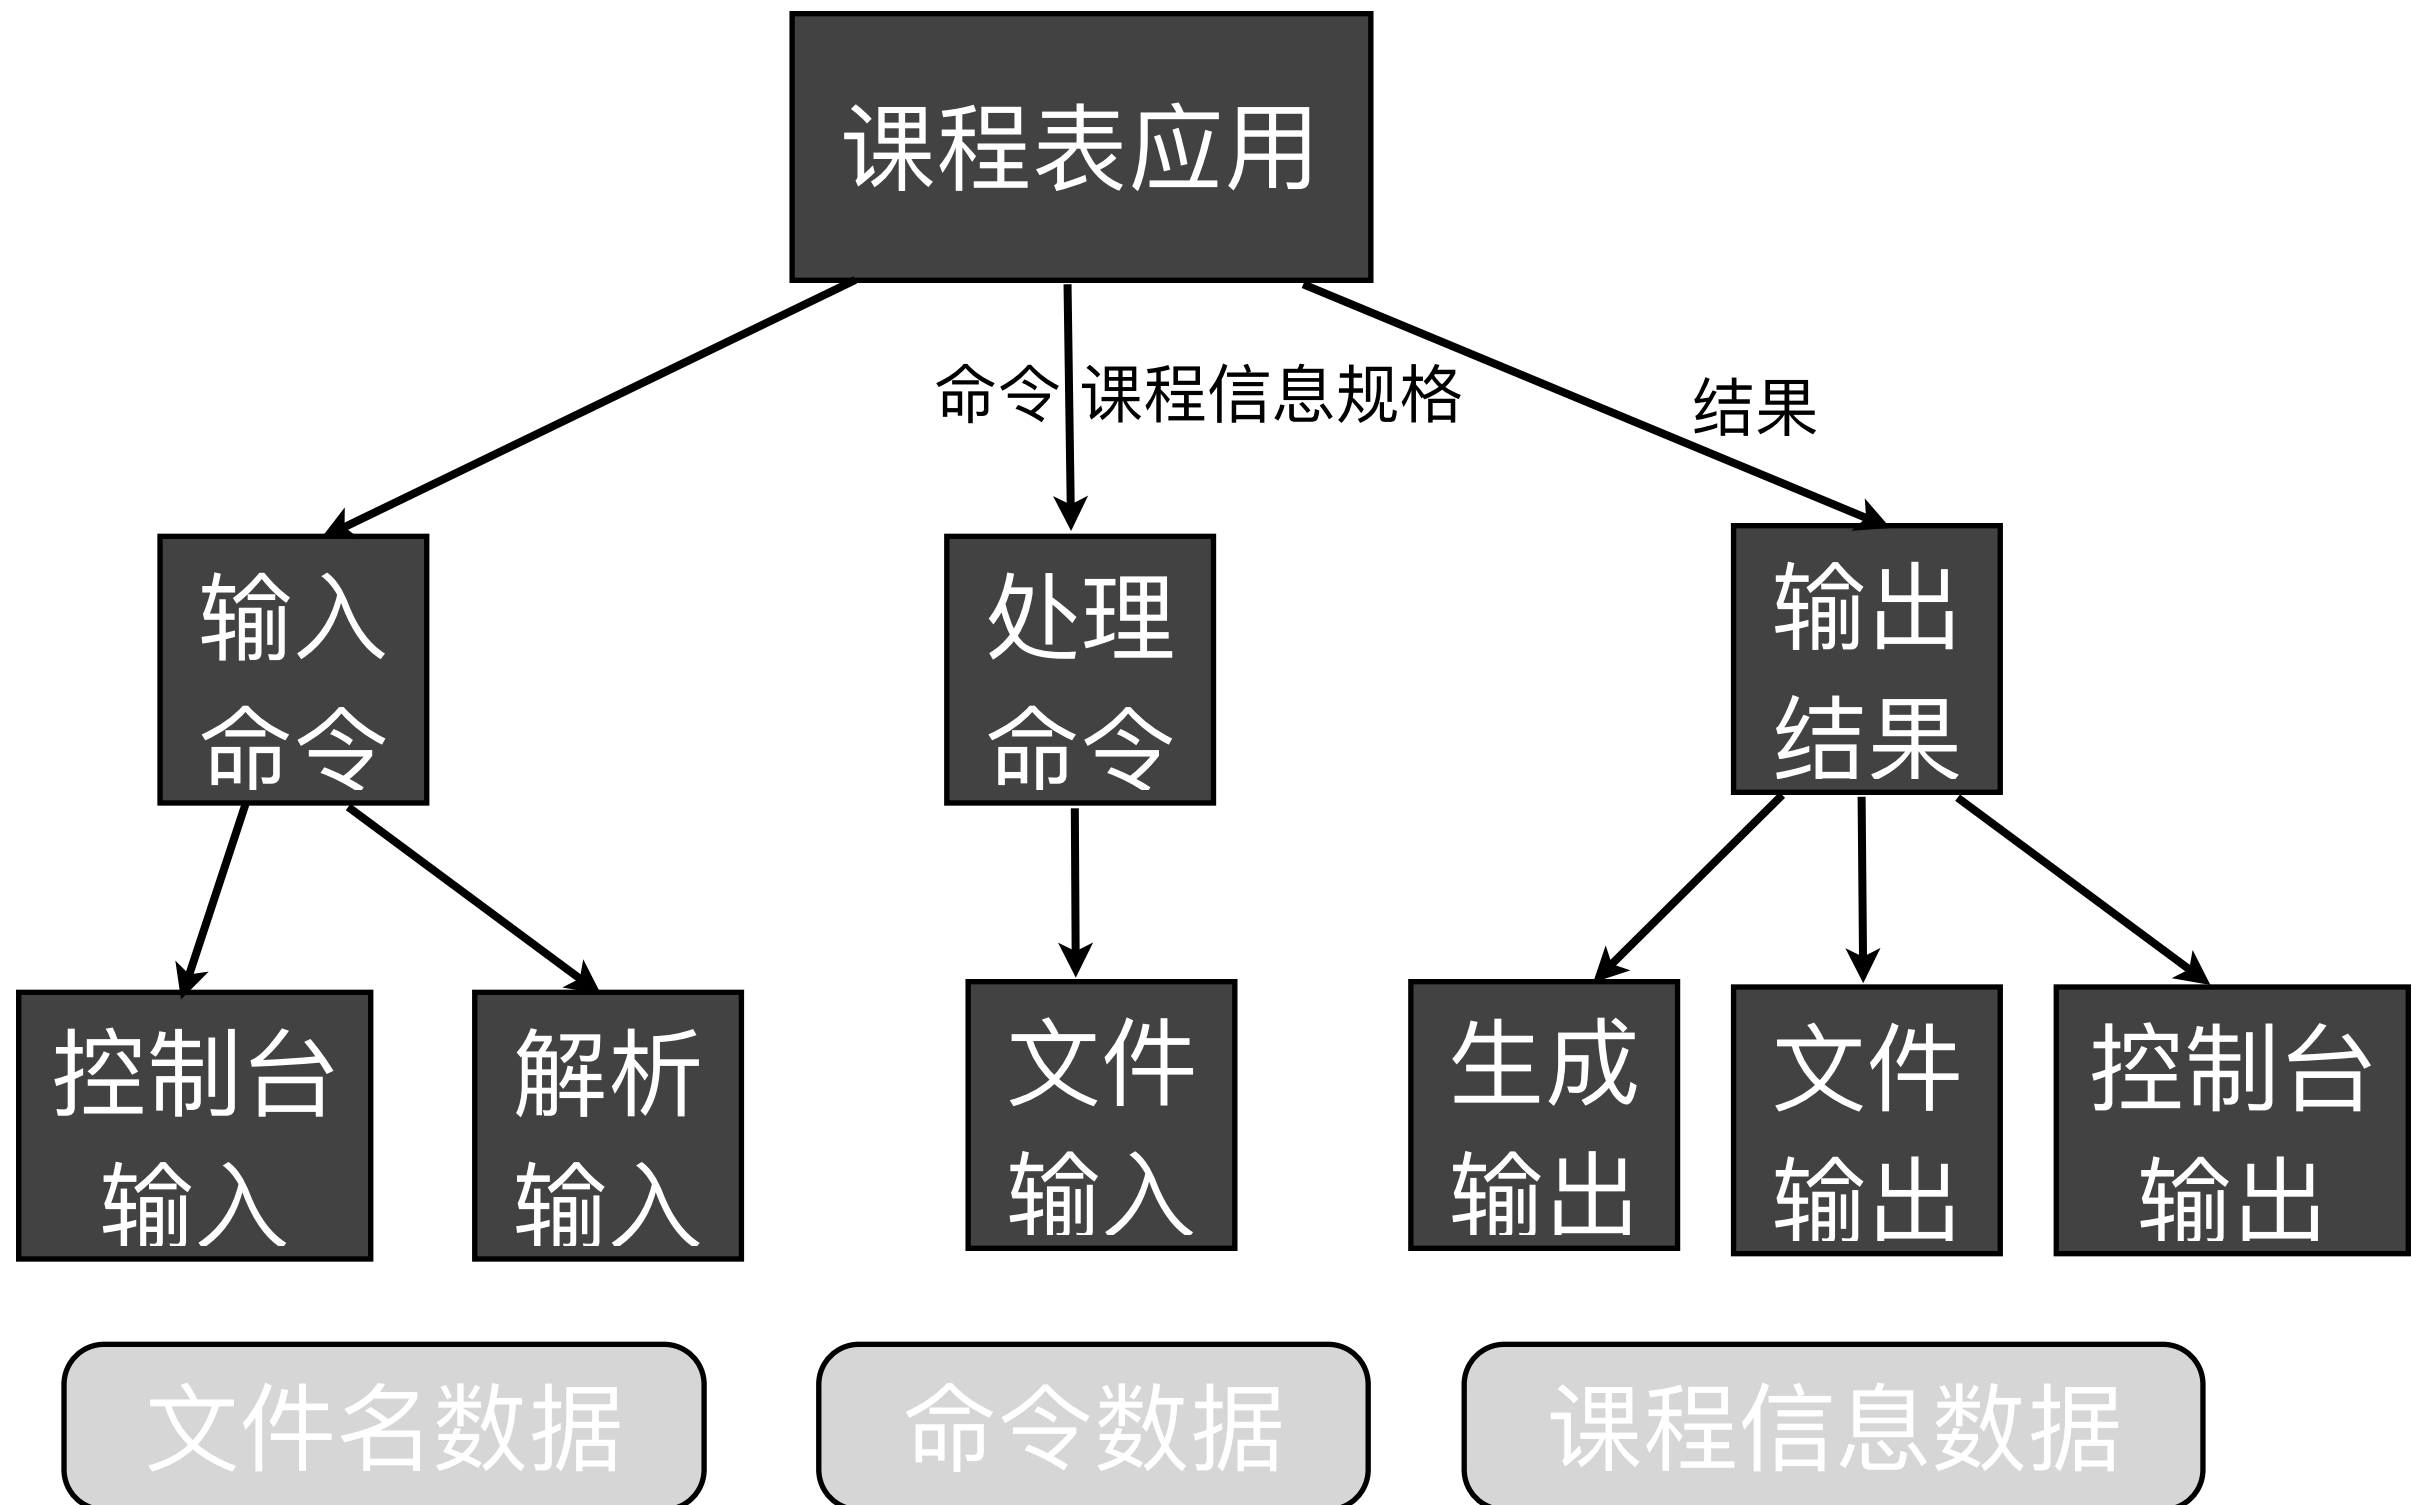 课程表应用
命令 课程信息规格
结果
输入
命令
处理
命令
输出
结果
控制台
输入
解析
输入
文件
输入
生成
输出
文件
输出
控制台
输出
文件名数据
命令数据
课程信息数据